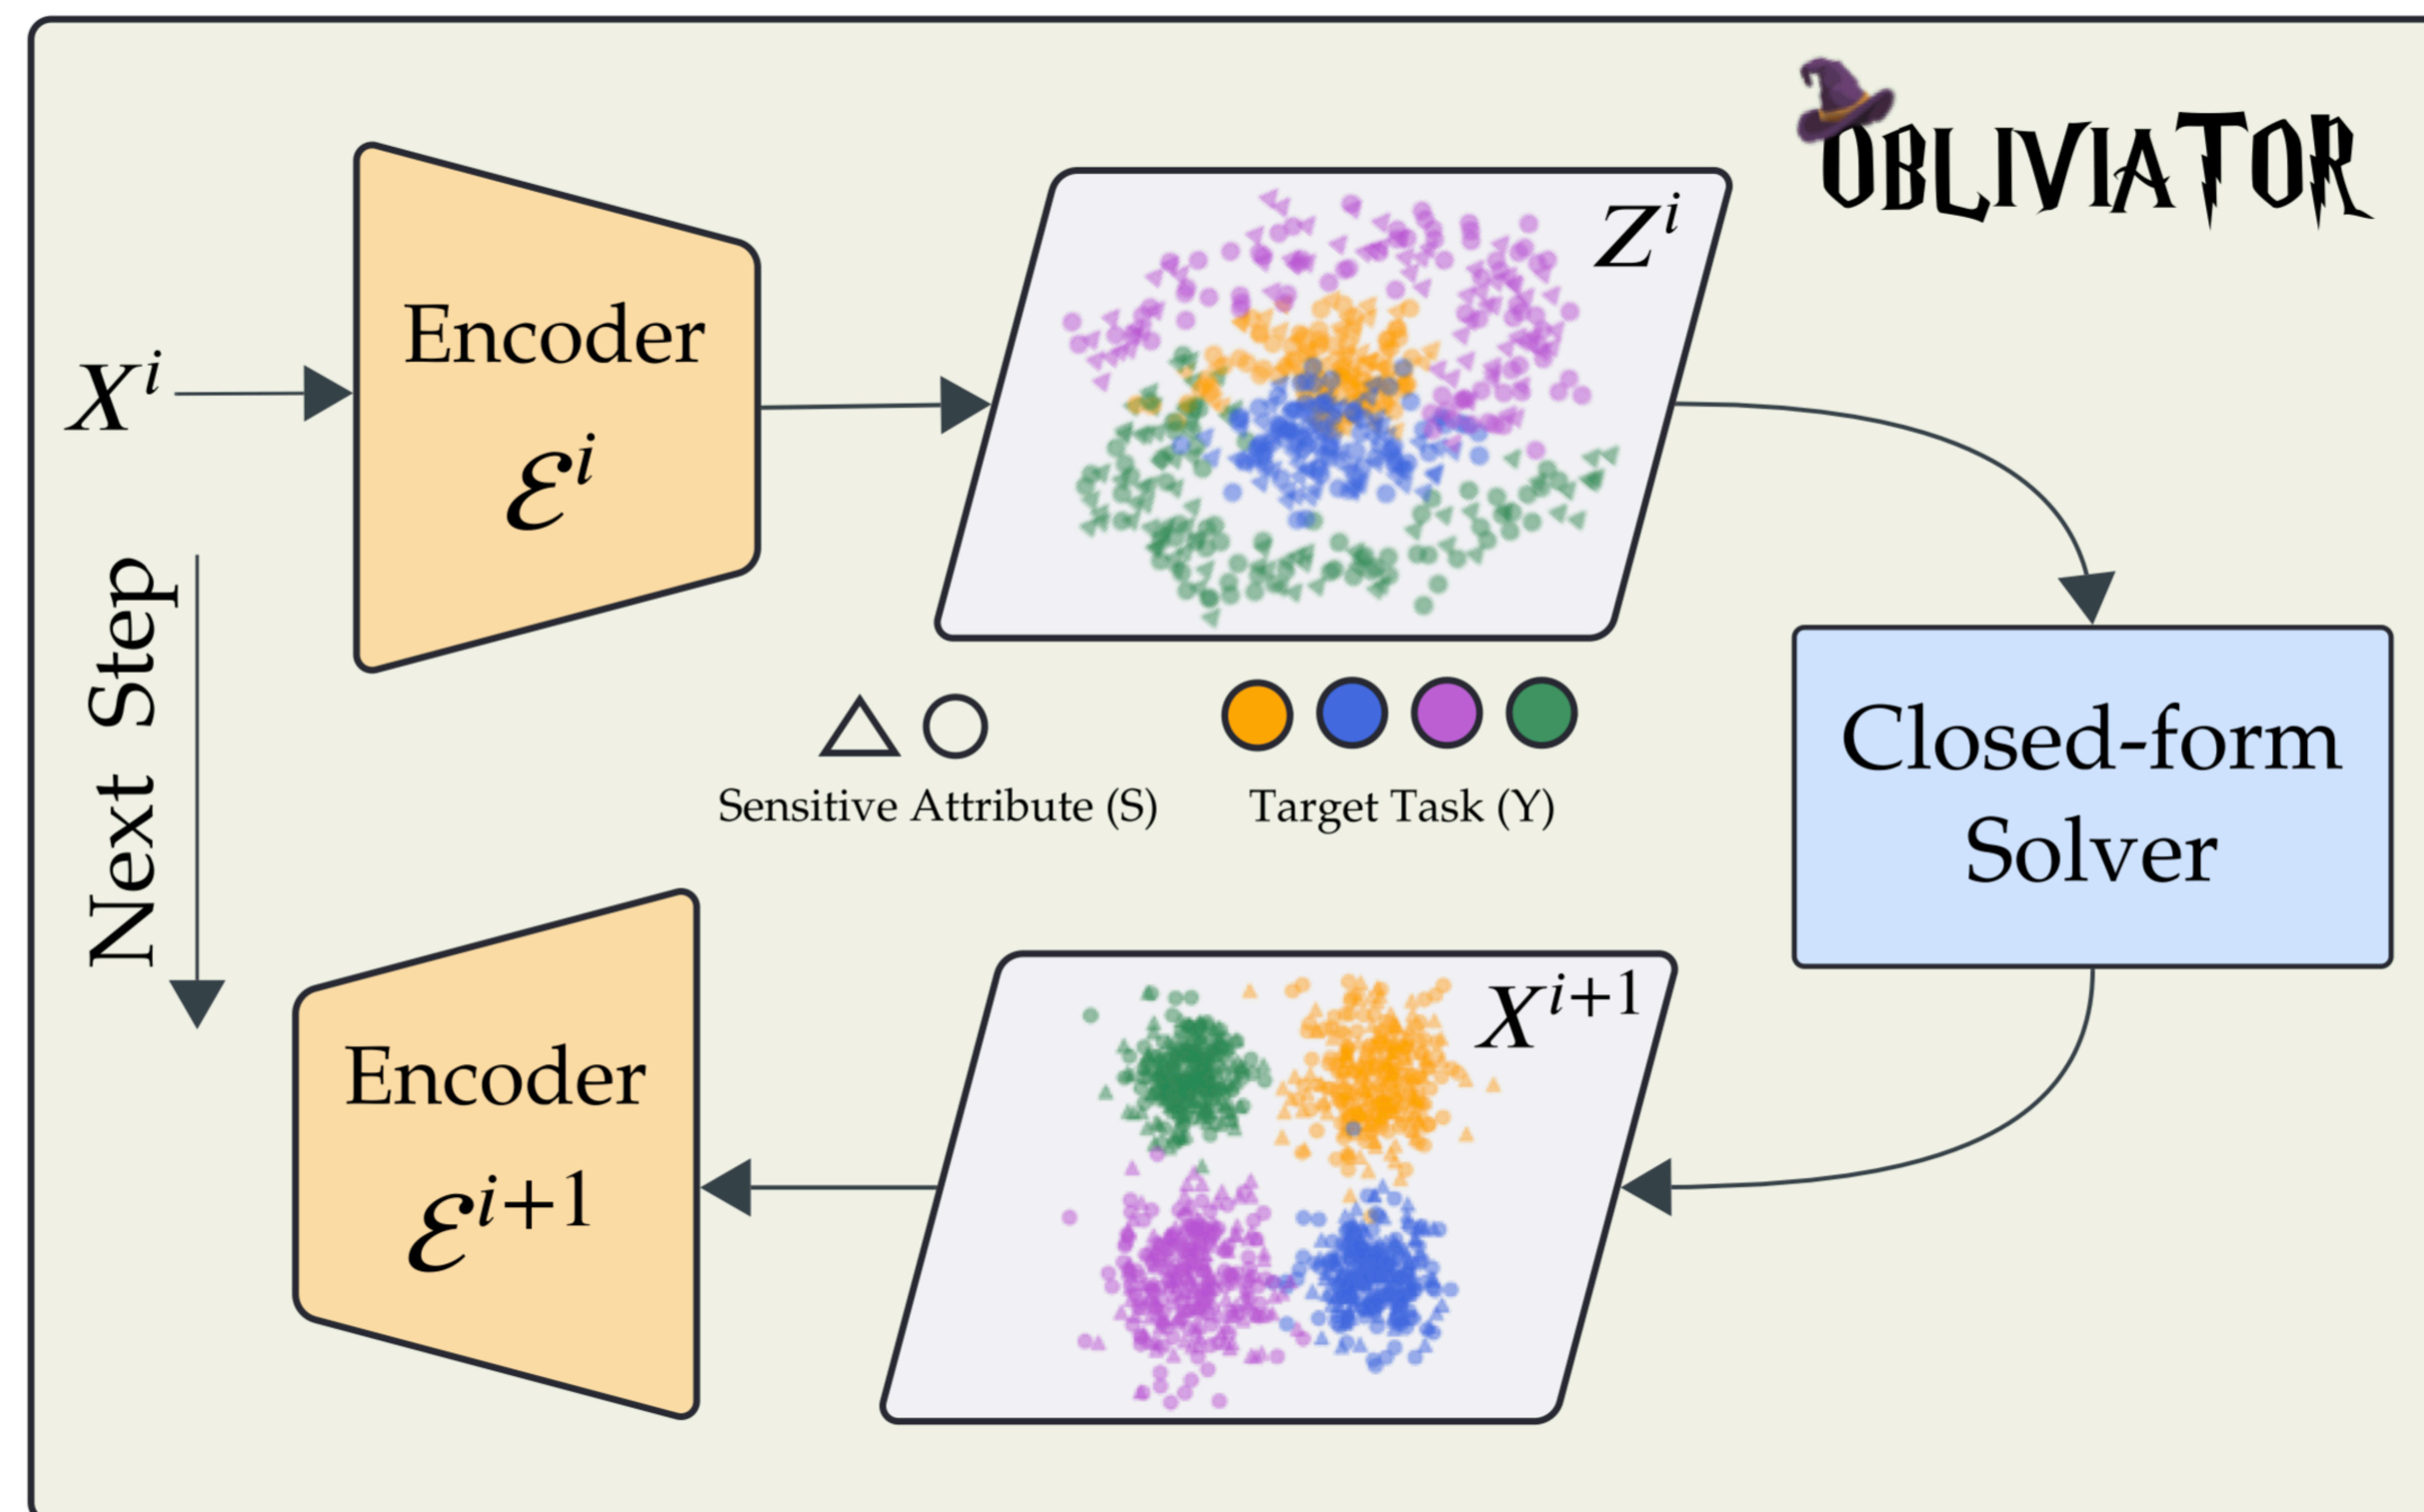 OBLIVIATOR
X^i
Encoder
ℰ^i
Z^i
Next Step
Sensitive Attribute (S)
Target Task (Y)
Closed-form
Solver
X^{i+1}
Encoder
ℰ^{i+1}